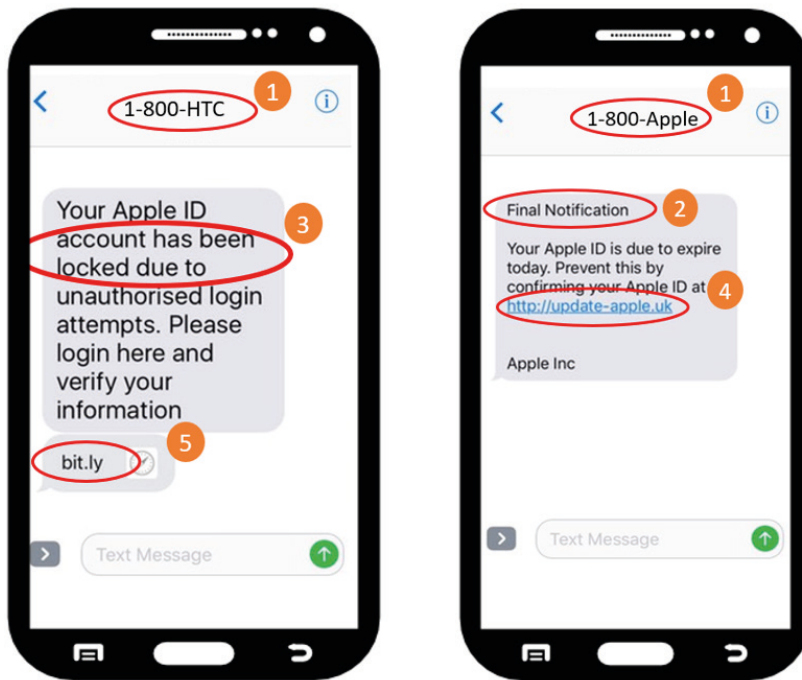 1-800-HTC
1
Your Apple ID
account has been
locked due to
unauthorised login
attempts. Please
login here and
verify your
information
3
bit.ly
5
Text Message
1-800-Apple
1
Final Notification
2
Your Apple ID is due to expire
today. Prevent this by
confirming your Apple ID at
http://update-apple.uk
4
Apple Inc
Text Message